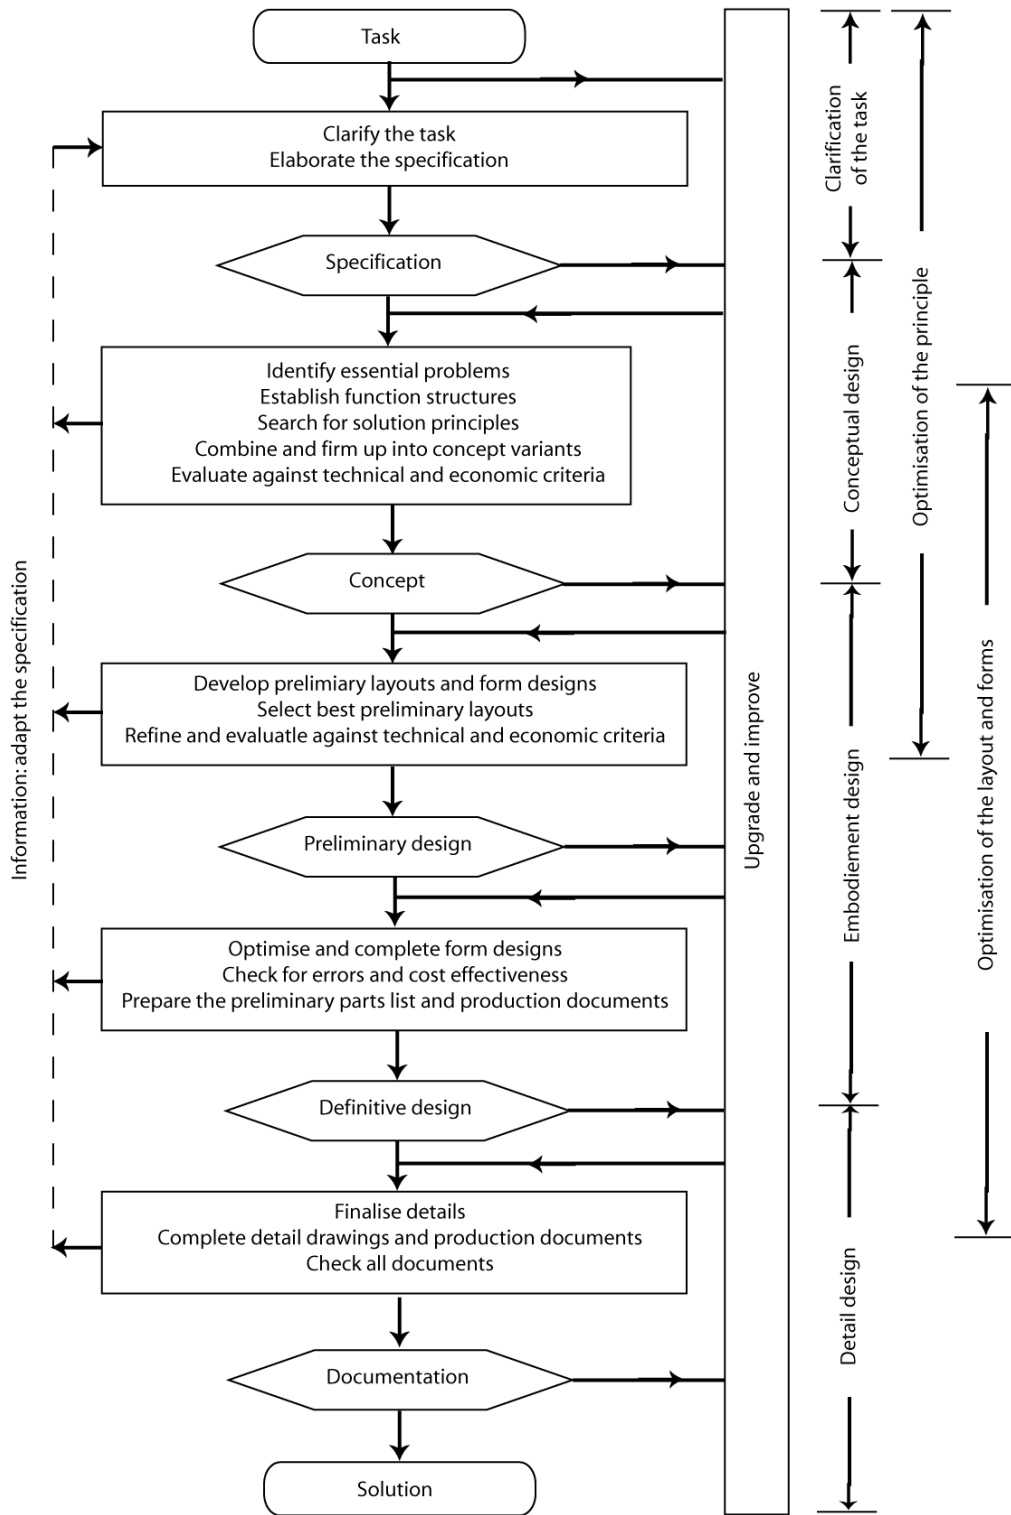 Task
Clarify the task
Elaborate the specification
Specification
Identify essential problems
Establish function structures
Search for solution principles
Combine and firm up into concept variants
Evaluate against technical and economic criteria
Concept
Develop prelimiary layouts and form designs
Select best preliminary layouts
Refine and evaluatle against technical and economic criteria
Preliminary design
Optimise and complete form designs
Check for errors and cost effectiveness
Prepare the preliminary parts list and production documents
Definitive design
Finalise details
Complete detail drawings and production documents
Check all documents
Documentation
Solution
Information: adapt the specification
Upgrade and improve
Clarification
of the task
Conceptual design
Embodiement design
Detail design
Optimisation of the principle
Optimisation of the layout and forms